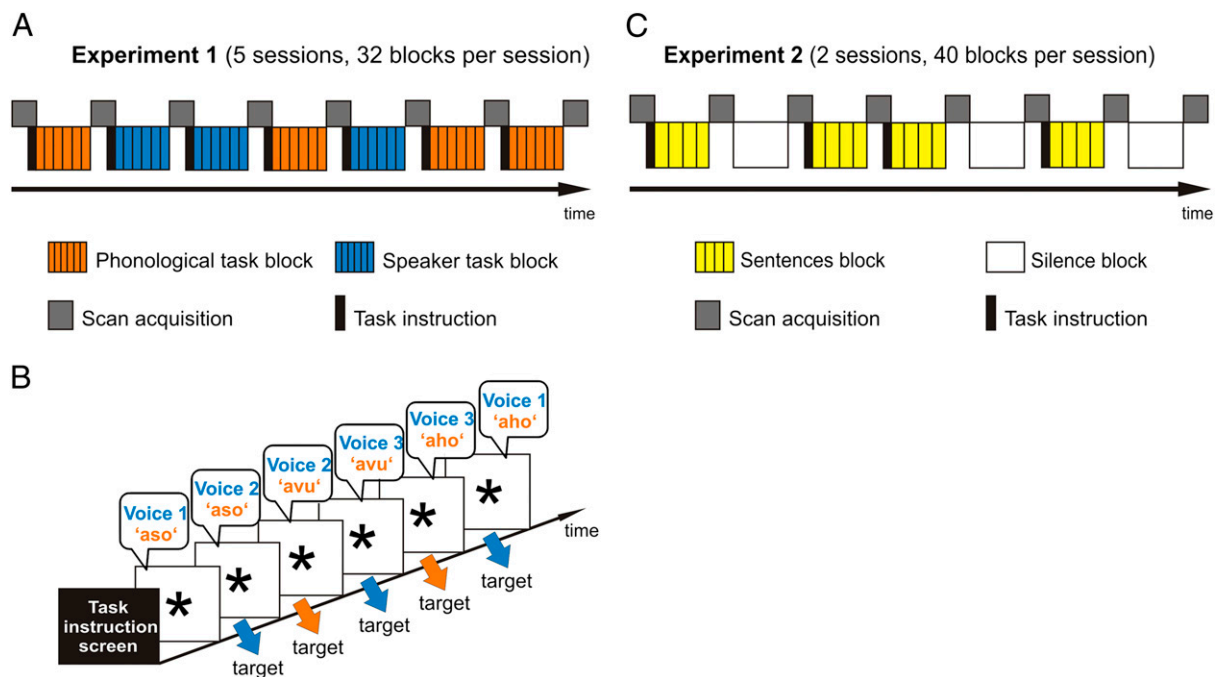 A
Experiment 1 (5 sessions, 32 blocks per session)
time
Phonological task block
Speaker task block
Scan acquisition
Task instruction
C
Experiment 2 (2 sessions, 40 blocks per session)
time
Sentences block
Silence block
Scan acquisition
Task instruction
B
Voice 1
'aso'
Voice 2
'aso'
Voice 2
'avu'
Voice 3
'avu'
Voice 3
'aho'
Voice 1
'aho'
*
*
*
*
*
*
time
Task
instruction
screen
target
target
target
target
target